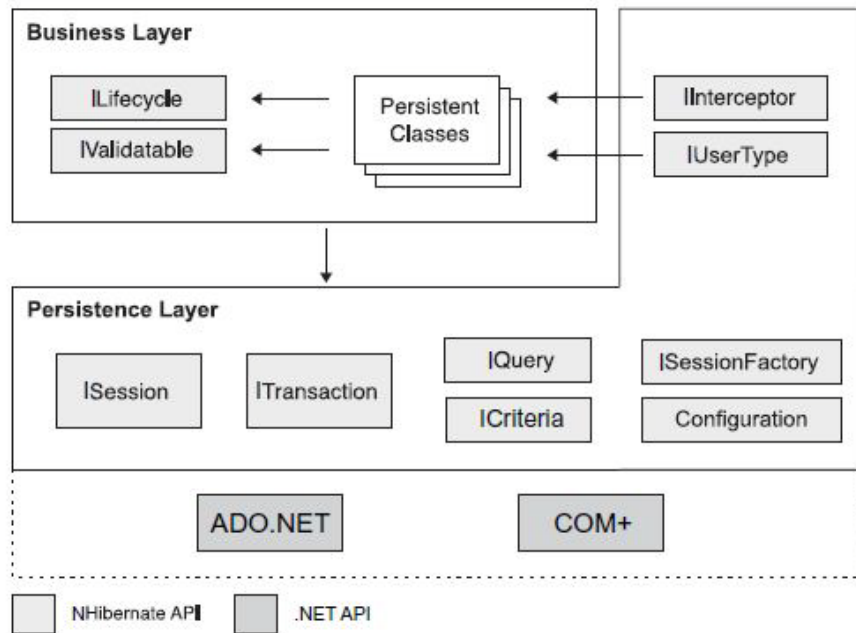 Business Layer
ILifecycle
IValidatable
Persistent
Classes
IInterceptor
IUserType
Persistence Layer
ISession
ITransaction
IQuery
ICriteria
ISessionFactory
Configuration
ADO.NET
COM+
NHibernate API
.NET API